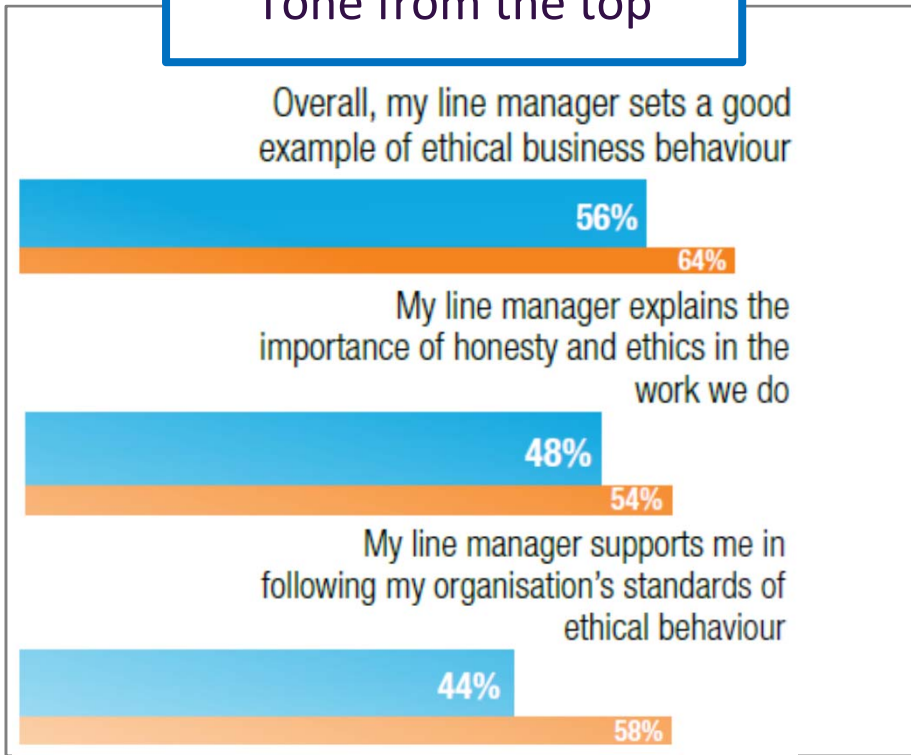 Tone from the top
Overall, my line manager sets a good
example of ethical business behaviour
56%
64%
My line manager explains the
importance of honesty and ethics in the
work we do
48%
54%
My line manager supports me in
following my organisation's standards of
ethical behaviour
44%
58%